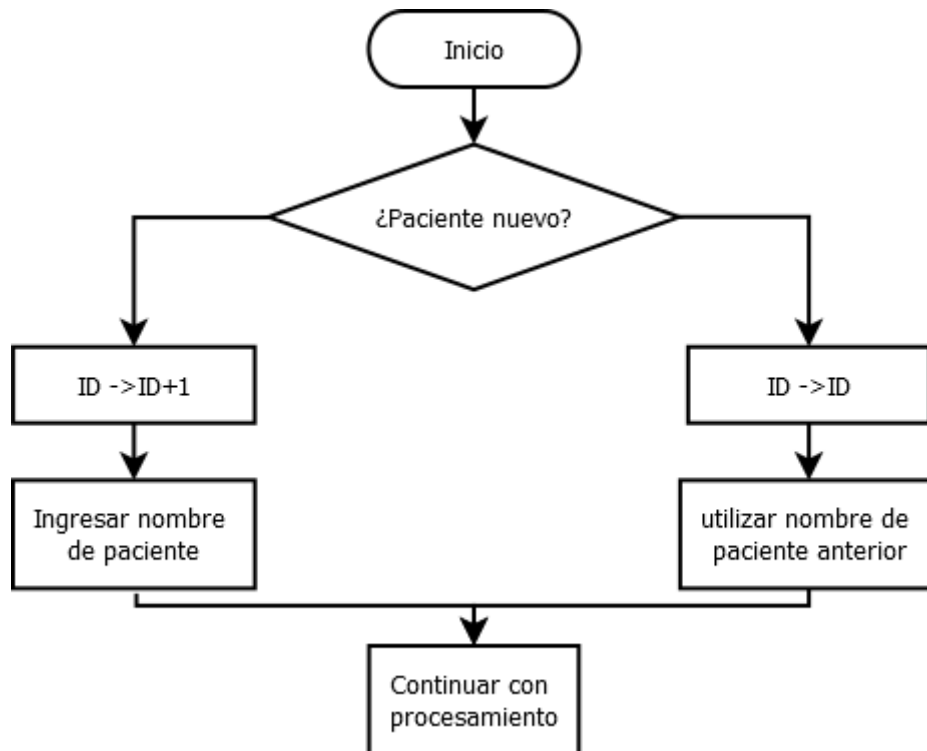 Inicio
¿Paciente nuevo?
ID ->ID+1
ID ->ID
Ingresar nombre
de paciente
utilizar nombre de
paciente anterior
Continuar con
procesamiento